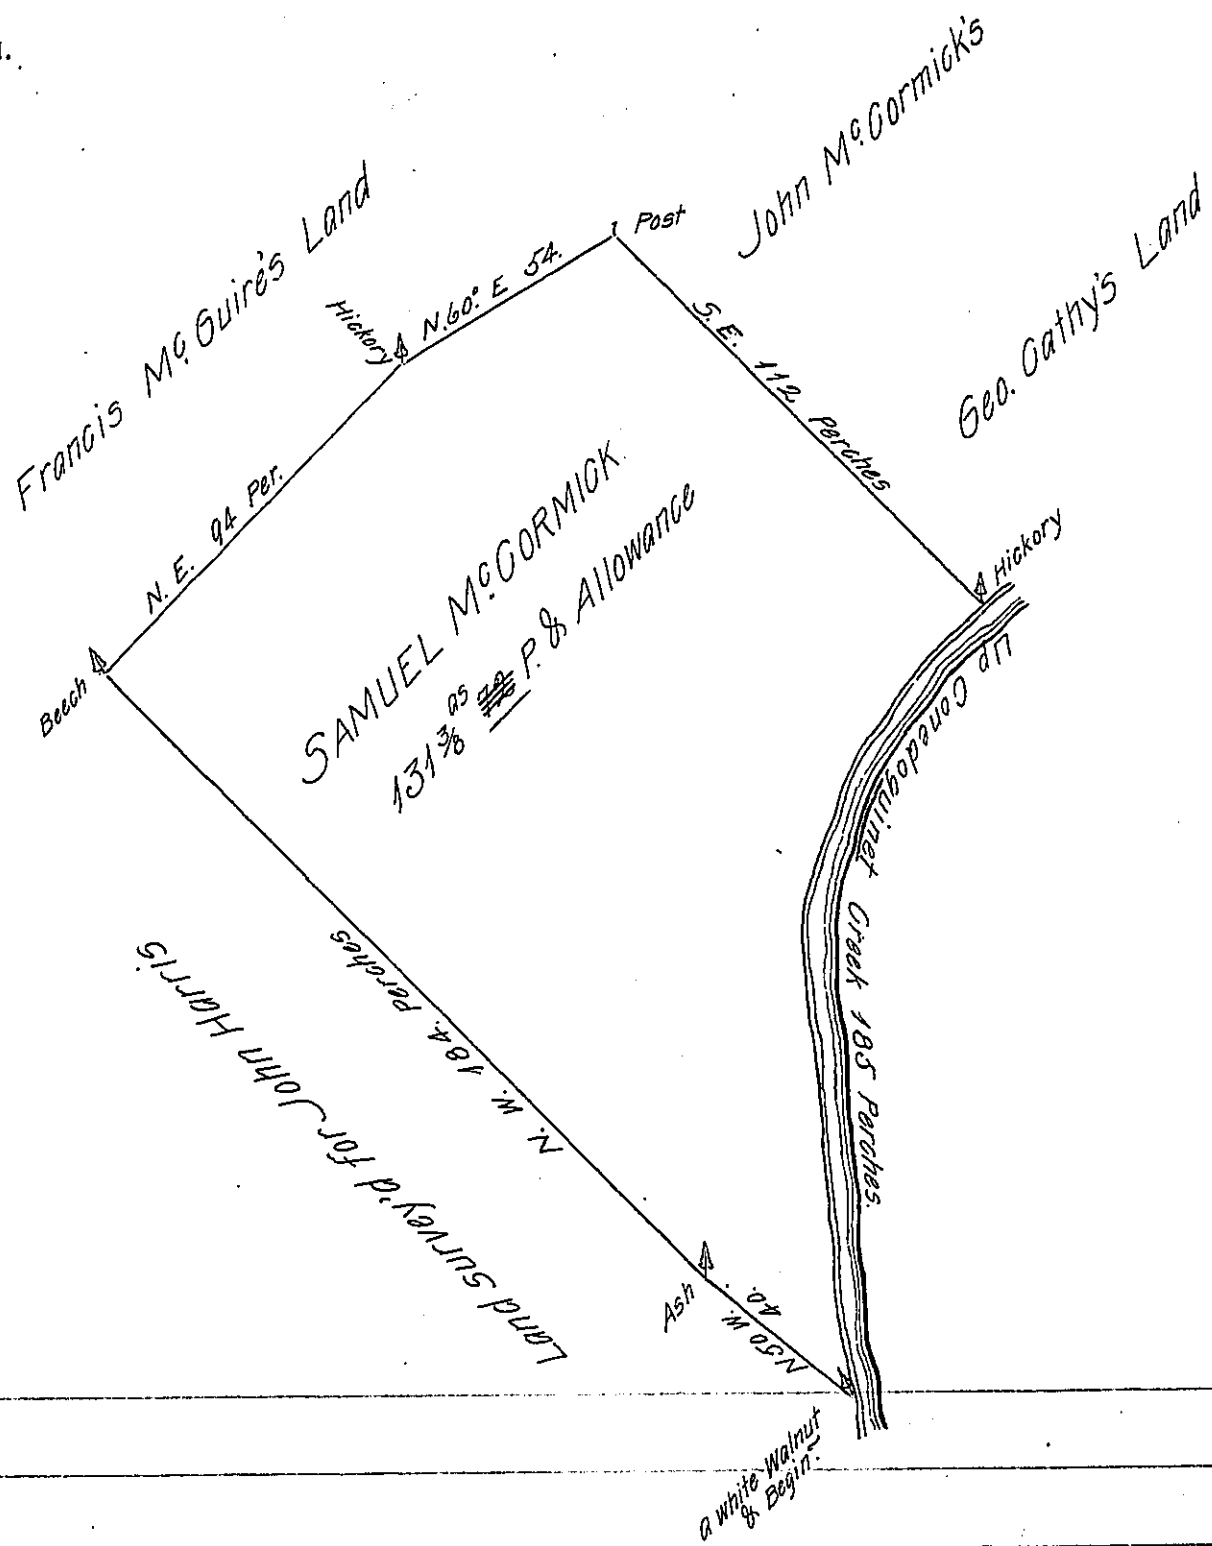 John McCormick's
Francis McGuire's Land
Post
Hickory
N.60° E 54.
S. E. 112 Perches
Geo. Cathy's Land
N. E. 94 Per.
SAMUEL McCORMICK.
131 3/8 as P. & Allowance
Hickory
Beech
Up Conedoguinet Creek 185 Perches.
N. W. 184. Perches
Land Survey'd for John Harris
Ash
N50 W. 40.
a white Walnut
& Begin.